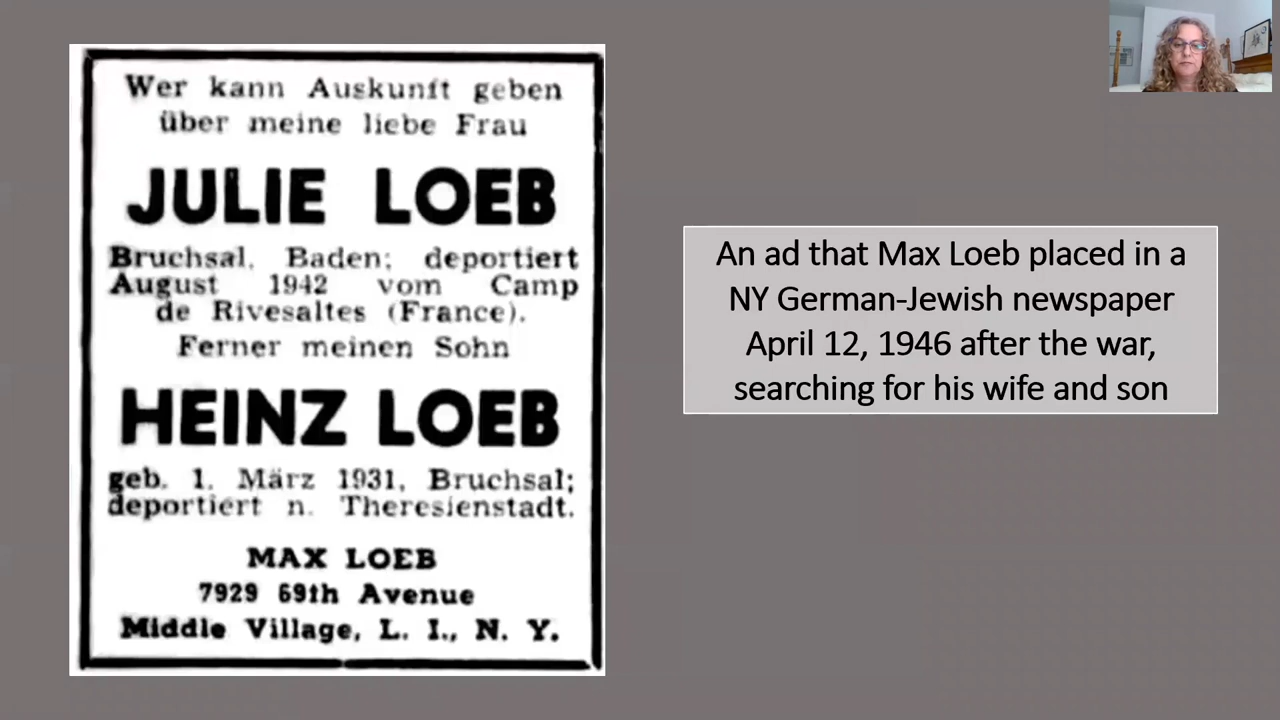 Wer kann Auskunft geben
über meine liebe Frau
JULIE LOEB
Bruchsal, Baden; deportiert
August 1942 vom Camp
de Rivesaltes (France).
Ferner meinen Sohn
HEINZ LOEB
geb. 1. März 1931, Bruchsal;
deportiert n. Theresienstadt.
MAX LOEB
7929 69th Avenue
Middle Village, L. I., N. Y.
An ad that Max Loeb placed in a
NY German-Jewish newspaper
April 12, 1946 after the war,
searching for his wife and son